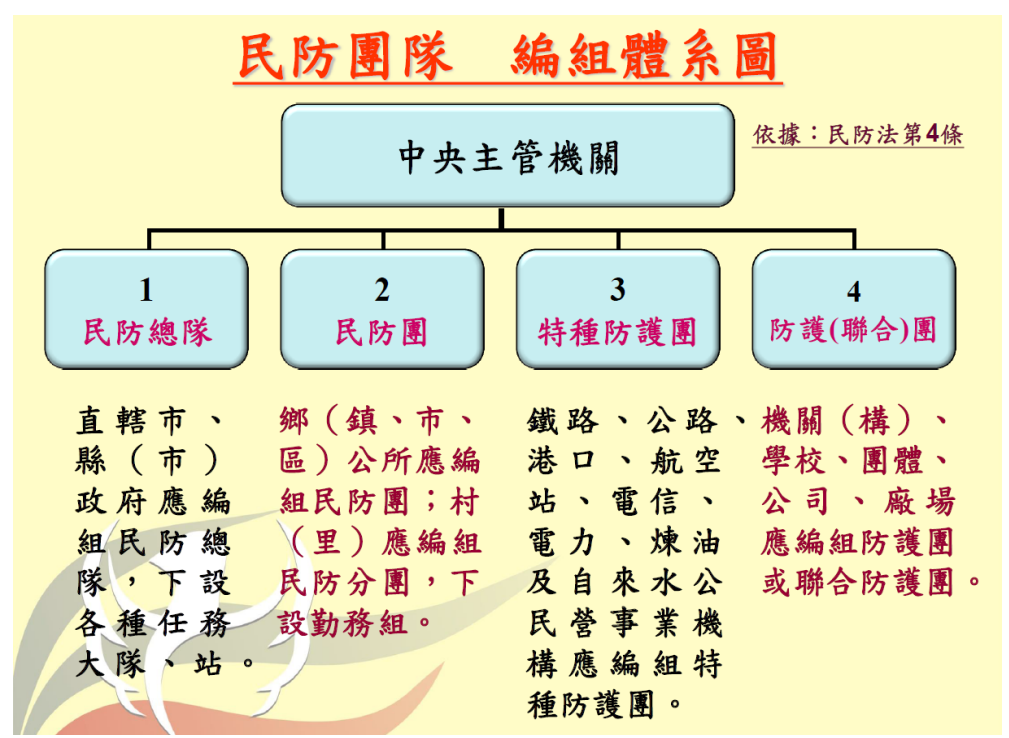 民防團隊　編組體系圖
中央主管機關
依據：民防法第4條
1
民防總隊
2
民防團
3
特種防護團
4
防護(聯合)團
直轄市、
縣（市）
政府應編
組民防總
隊，下設
各種任務
大隊、站。
鄉（鎮、市、
區）公所應編
組民防團；村
（里）應編組
民防分團，下
設勤務組。
鐵路、公路、
港口、航空
站、電信、
電力、煉油
及自來水公
民營事業機
構應編組特
種防護團。
機關（構）、
學校、團體、
公司、廠場
應編組防護團
或聯合防護團。